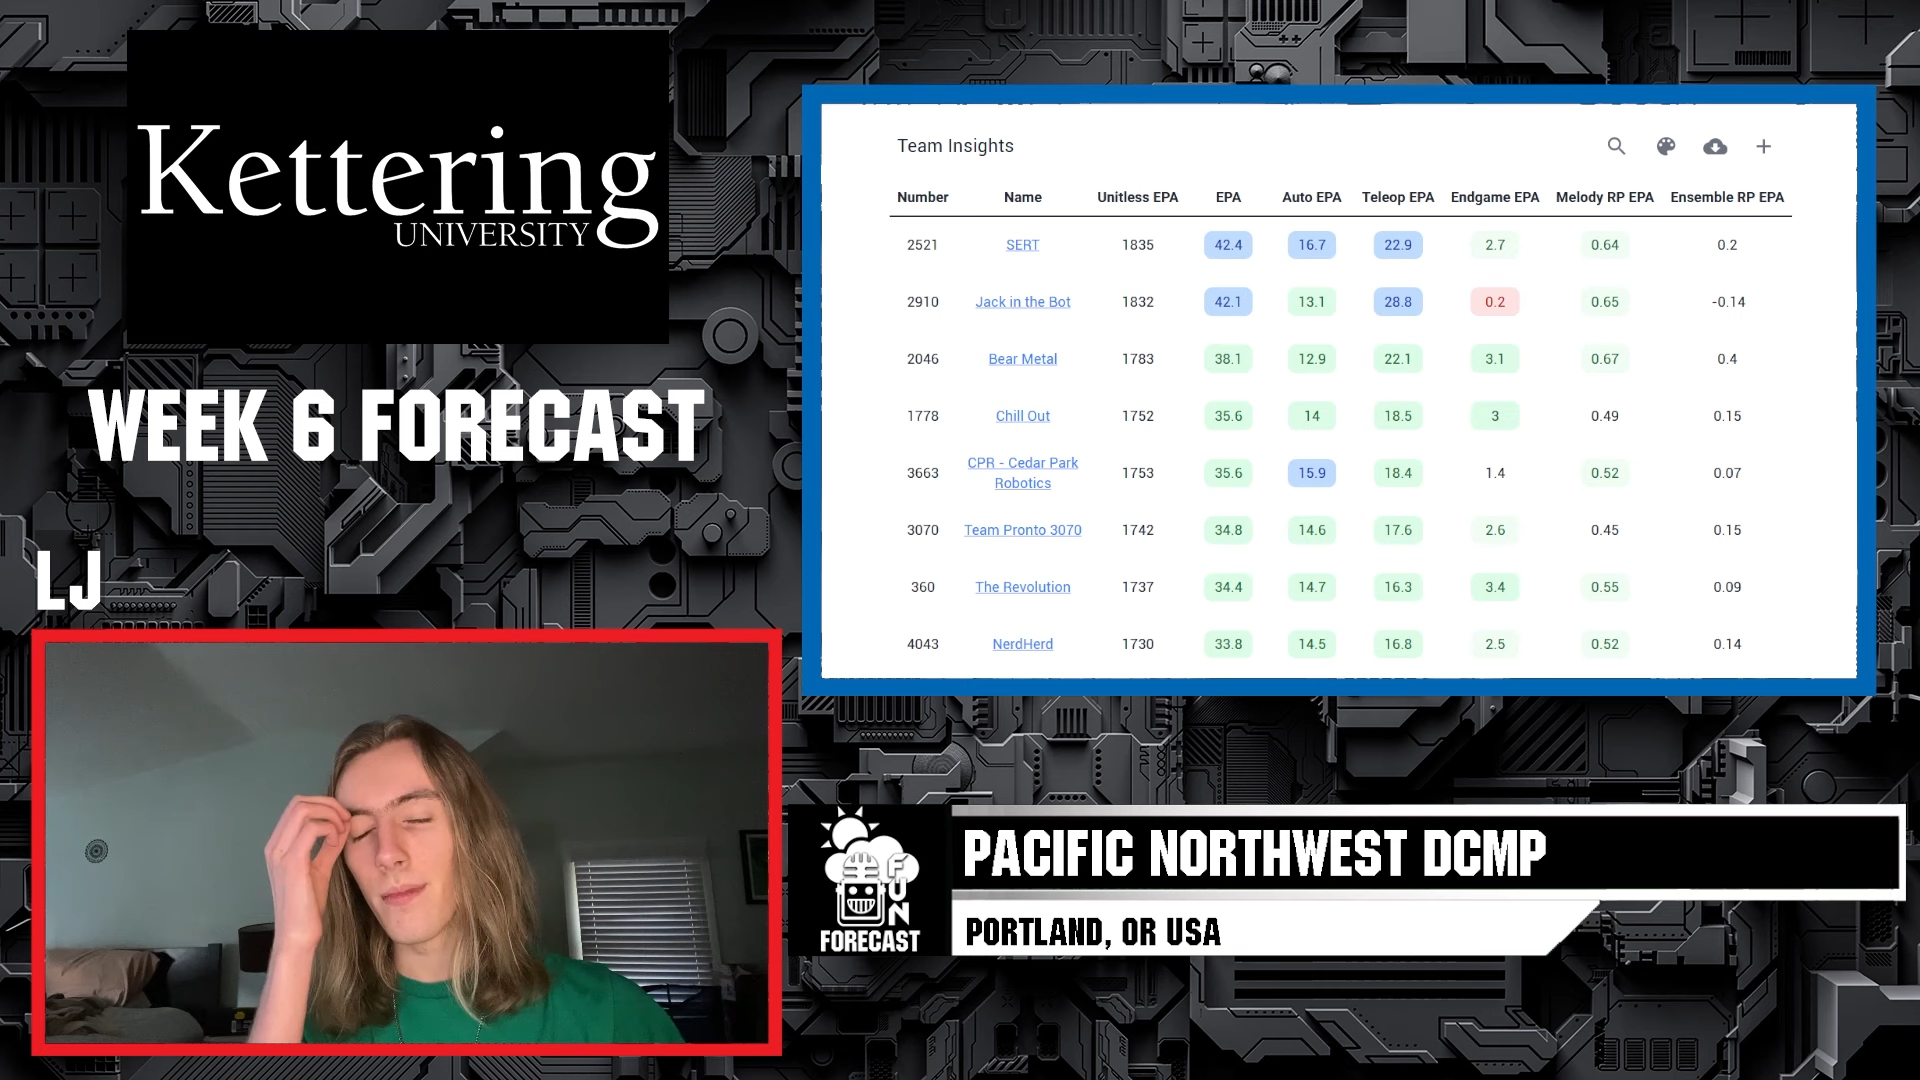 Kettering
UNIVERSITY
WEEK 6 FORECAST
LJ
Team Insights
Number Name Unitless EPA EPA Auto EPA Teleop EPA Endgame EPA Melody RP EPA Ensemble RP EPA
2521 SERT 1835 42.4 16.7 22.9 2.7 0.64 0.2
2910 Jack in the Bot 1832 42.1 13.1 28.8 0.2 0.65 -0.14
2046 Bear Metal 1783 38.1 12.9 22.1 3.1 0.67 0.4
1778 Chill Out 1752 35.6 14 18.5 3 0.49 0.15
3663 CPR - Cedar Park Robotics 1753 35.6 15.9 18.4 1.4 0.52 0.07
3070 Team Pronto 3070 1742 34.8 14.6 17.6 2.6 0.45 0.15
360 The Revolution 1737 34.4 14.7 16.3 3.4 0.55 0.09
4043 NerdHerd 1730 33.8 14.5 16.8 2.5 0.52 0.14
FUN
FORECAST
PACIFIC NORTHWEST DCMP
PORTLAND, OR USA